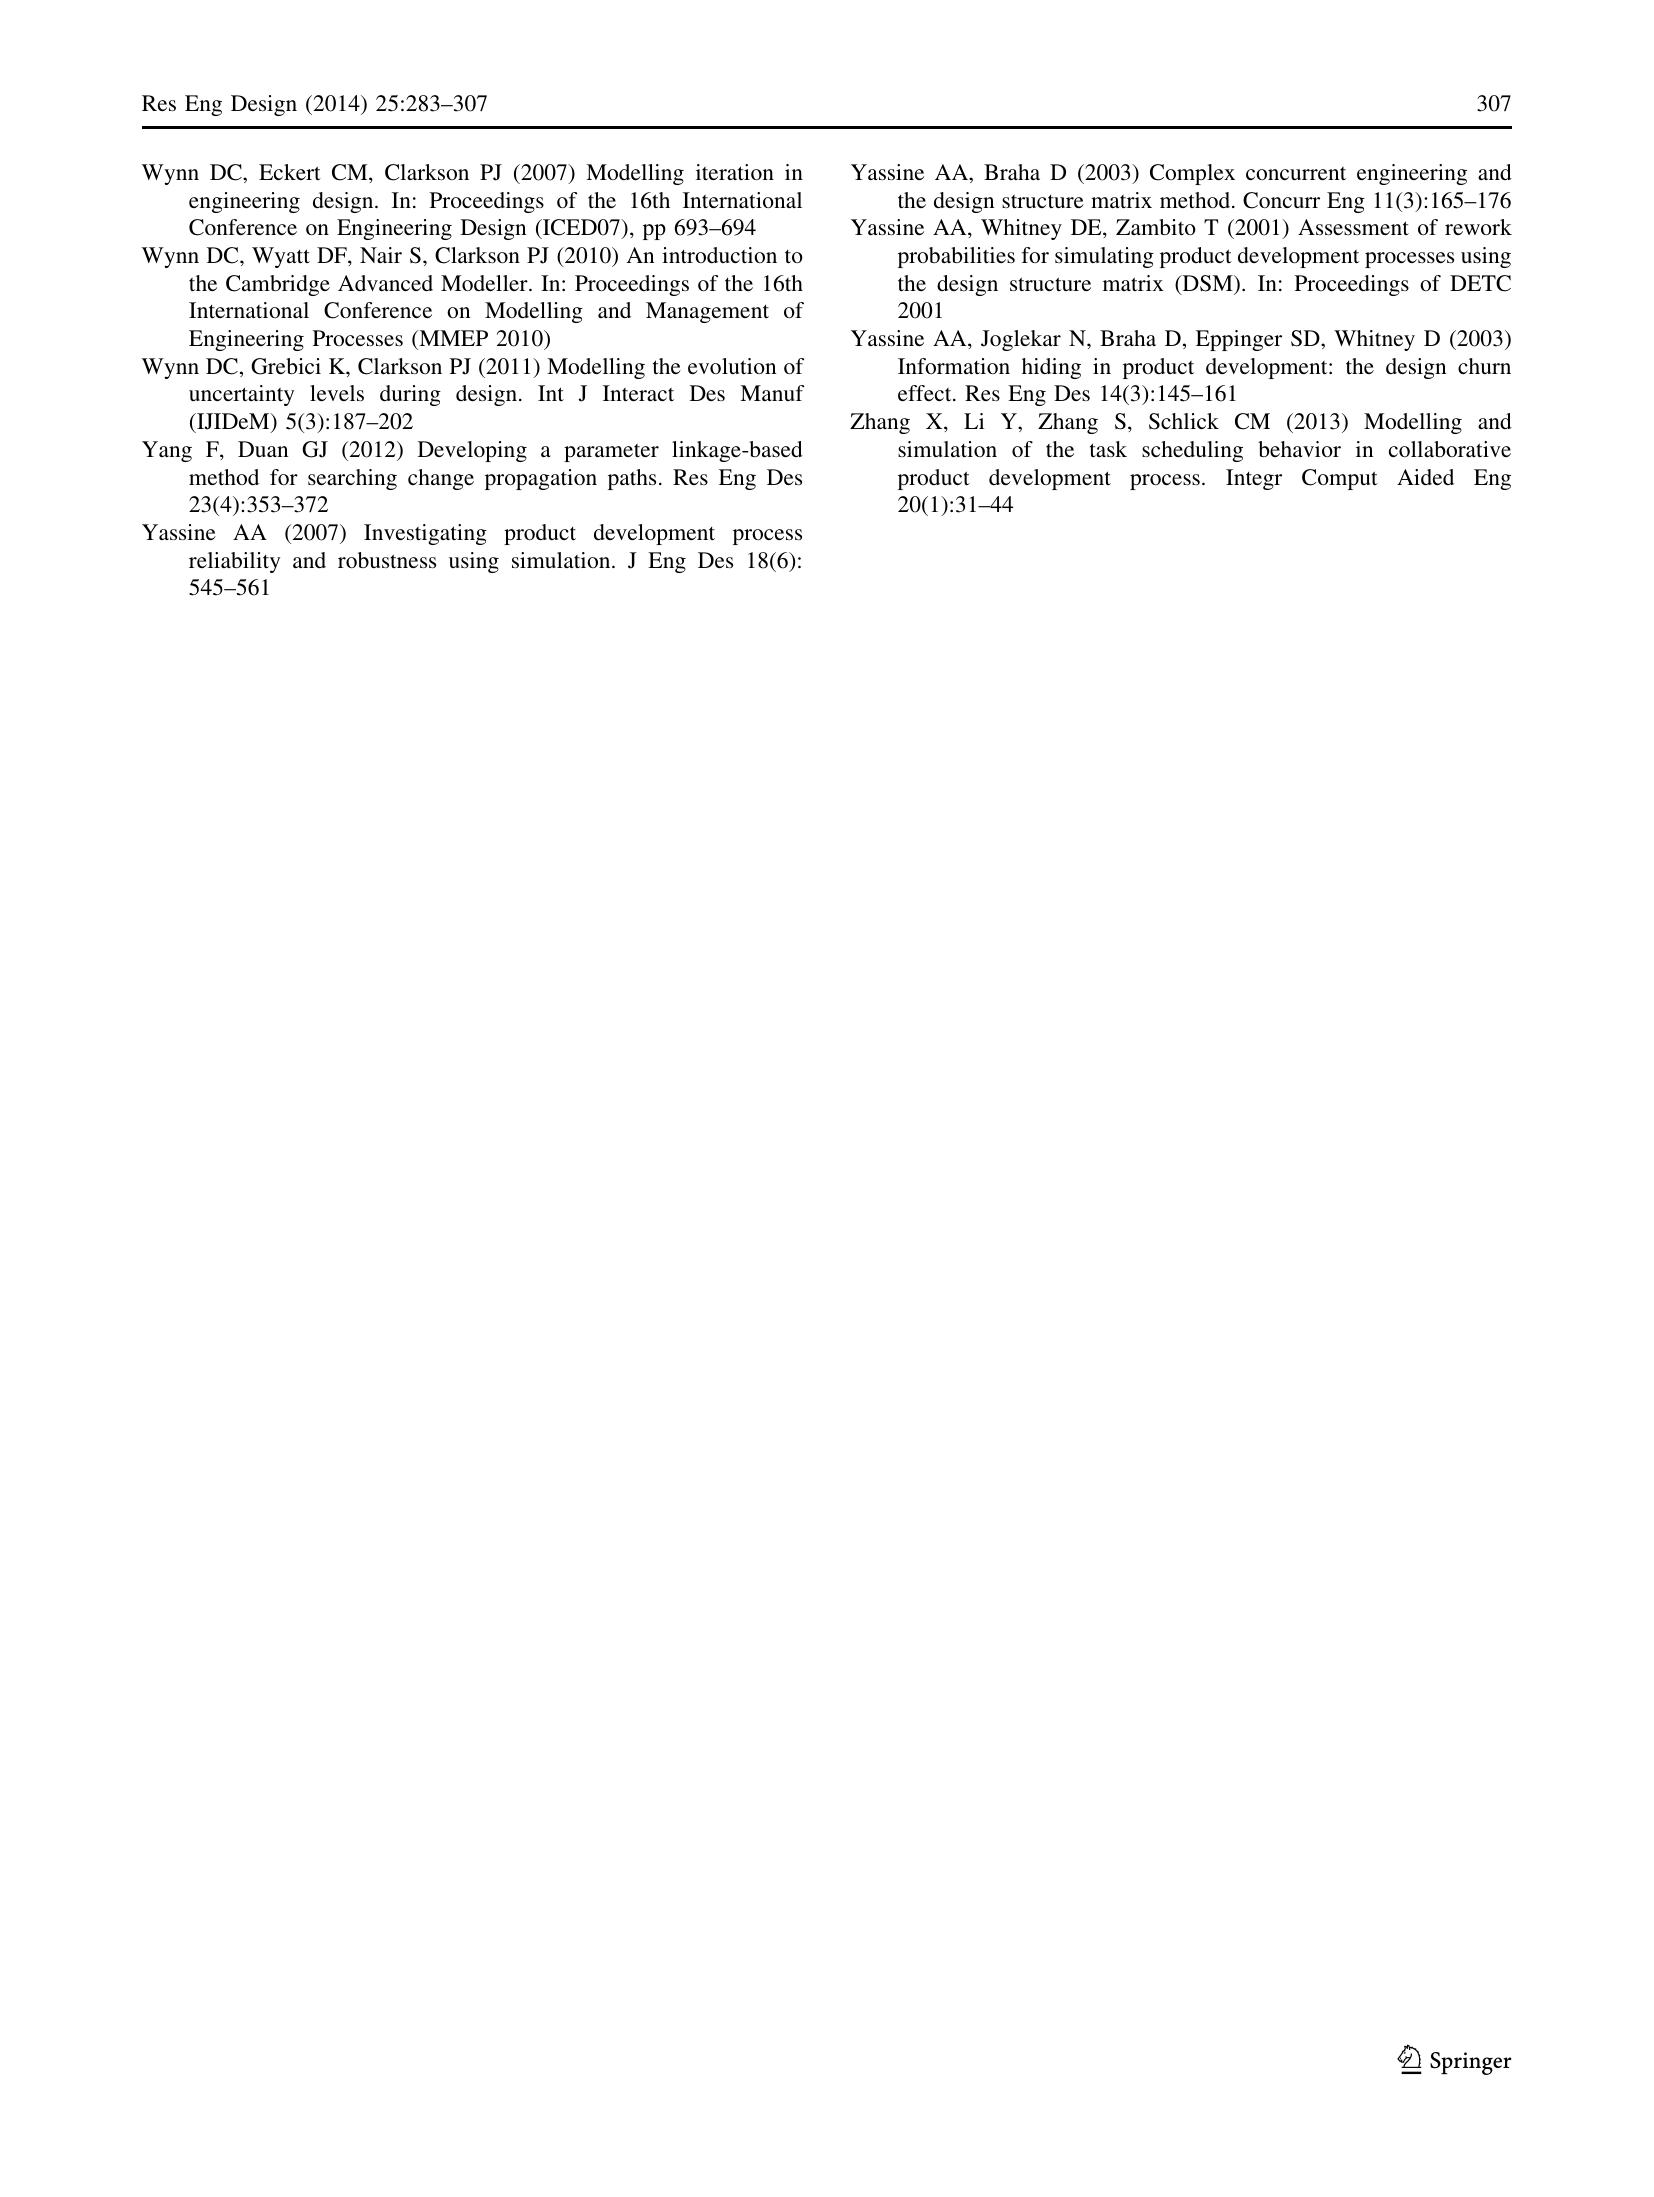 Res Eng Design (2014) 25:283–307
307
Wynn DC, Eckert CM, Clarkson PJ (2007) Modelling iteration in
engineering design. In: Proceedings of the 16th International
Conference on Engineering Design (ICED07), pp 693–694
Wynn DC, Wyatt DF, Nair S, Clarkson PJ (2010) An introduction to
the Cambridge Advanced Modeller. In: Proceedings of the 16th
International Conference on Modelling and Management of
Engineering Processes (MMEP 2010)
Wynn DC, Grebici K, Clarkson PJ (2011) Modelling the evolution of
uncertainty levels during design. Int J Interact Des Manuf
(IJIDeM) 5(3):187–202
Yang F, Duan GJ (2012) Developing a parameter linkage-based
method for searching change propagation paths. Res Eng Des
23(4):353–372
Yassine AA (2007) Investigating product development process
reliability and robustness using simulation. J Eng Des 18(6):
545–561
Yassine AA, Braha D (2003) Complex concurrent engineering and
the design structure matrix method. Concurr Eng 11(3):165–176
Yassine AA, Whitney DE, Zambito T (2001) Assessment of rework
probabilities for simulating product development processes using
the design structure matrix (DSM). In: Proceedings of DETC
2001
Yassine AA, Joglekar N, Braha D, Eppinger SD, Whitney D (2003)
Information hiding in product development: the design churn
effect. Res Eng Des 14(3):145–161
Zhang X, Li Y, Zhang S, Schlick CM (2013) Modelling and
simulation of the task scheduling behavior in collaborative
product development process. Integr Comput Aided Eng
20(1):31–44
Springer